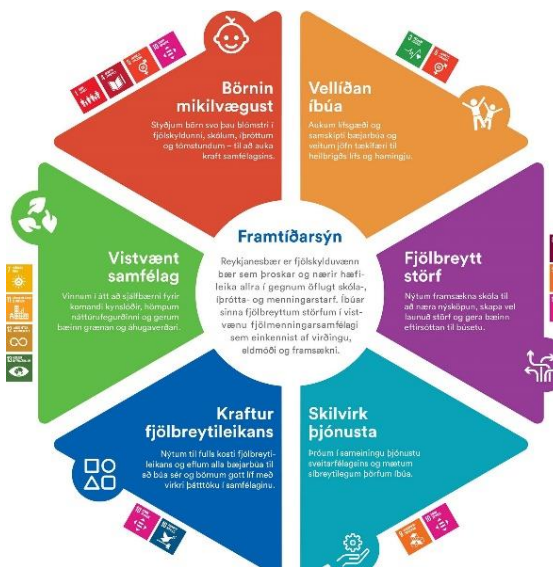 Börnin
mikilvægust
Styðjum börn svo þau blómstri í
fjölskyldunni, skólum, íþróttum
og tómstundum – til að auka
kraft samfélagsins.
Vellíðan
íbúa
Aukum lífsgæði og
samskipti bæjarbúa og
veitum jöfn tækifæri til
heilbrigðs lífs og hamingju.
Vistvænt
samfélag
Vinnum í átt að sjálfbærni fyrir
komandi kynslóðir, hömpum
náttúrufegurðinni og gerum
bæinn grænan og áhugaverðari.
Framtíðarsýn
Reykjanesbær er fjölskylduvænn
bær sem þroskar og nærir hæfi-
leika allra í gegnum öflugt skóla-,
íþrótta- og menningarstarf. Íbúar
sinna fjölbreyttum störfum í vist-
vænu fjölmenningarsamfélagi
sem einkennist af virðingu,
eldmóði og framsækni.
Fjölbreytt
störf
Nýtum framsækna skóla til
að næra nýsköpun, skapa vel
launuð störf og gera bæinn
eftirsóttan til búsetu.
Kraftur
fjölbreytileikans
Nýtum til fulls kosti fjölbreyti-
leikans og eflum alla bæjarbúa til
að búa sér og börnum gott líf með
virkri þátttöku í samfélaginu.
Skilvirk
þjónusta
Þróum í sameiningu þjónustu
sveitarfélagsins og mætum
síbreytilegum þörfum íbúa.